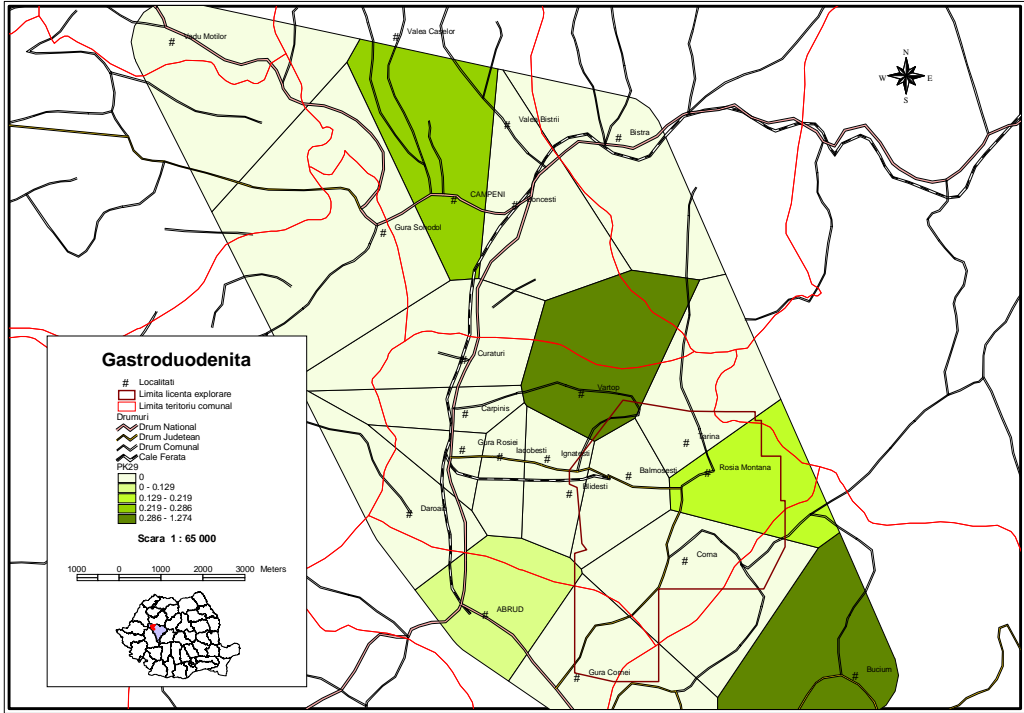 Vadu Motilor
Valea Caselor
N
W E
S
Valea Bistrii
Bistra
CAMPENI
Boncesti
Gura Sohodol
Curaturi
Vartop
Carpinis
Tarina
Gura Rosiei
Iacobesti
Ignatesti
Balmosesti
Rosia Montana
Blidesti
Daroaia
Corna
ABRUD
Gura Cornei
Bucium
Gastroduodenita
# Localitati
Limita licenta explorare
Limita teritoriu comunal
Drumuri
Drum National
Drum Judetean
Drum Comunal
Cale Ferata
PK29
0
0 - 0.129
0.129 - 0.219
0.219 - 0.286
0.286 - 1.274
Scara 1 : 65 000
1000 0 1000 2000 3000 Meters